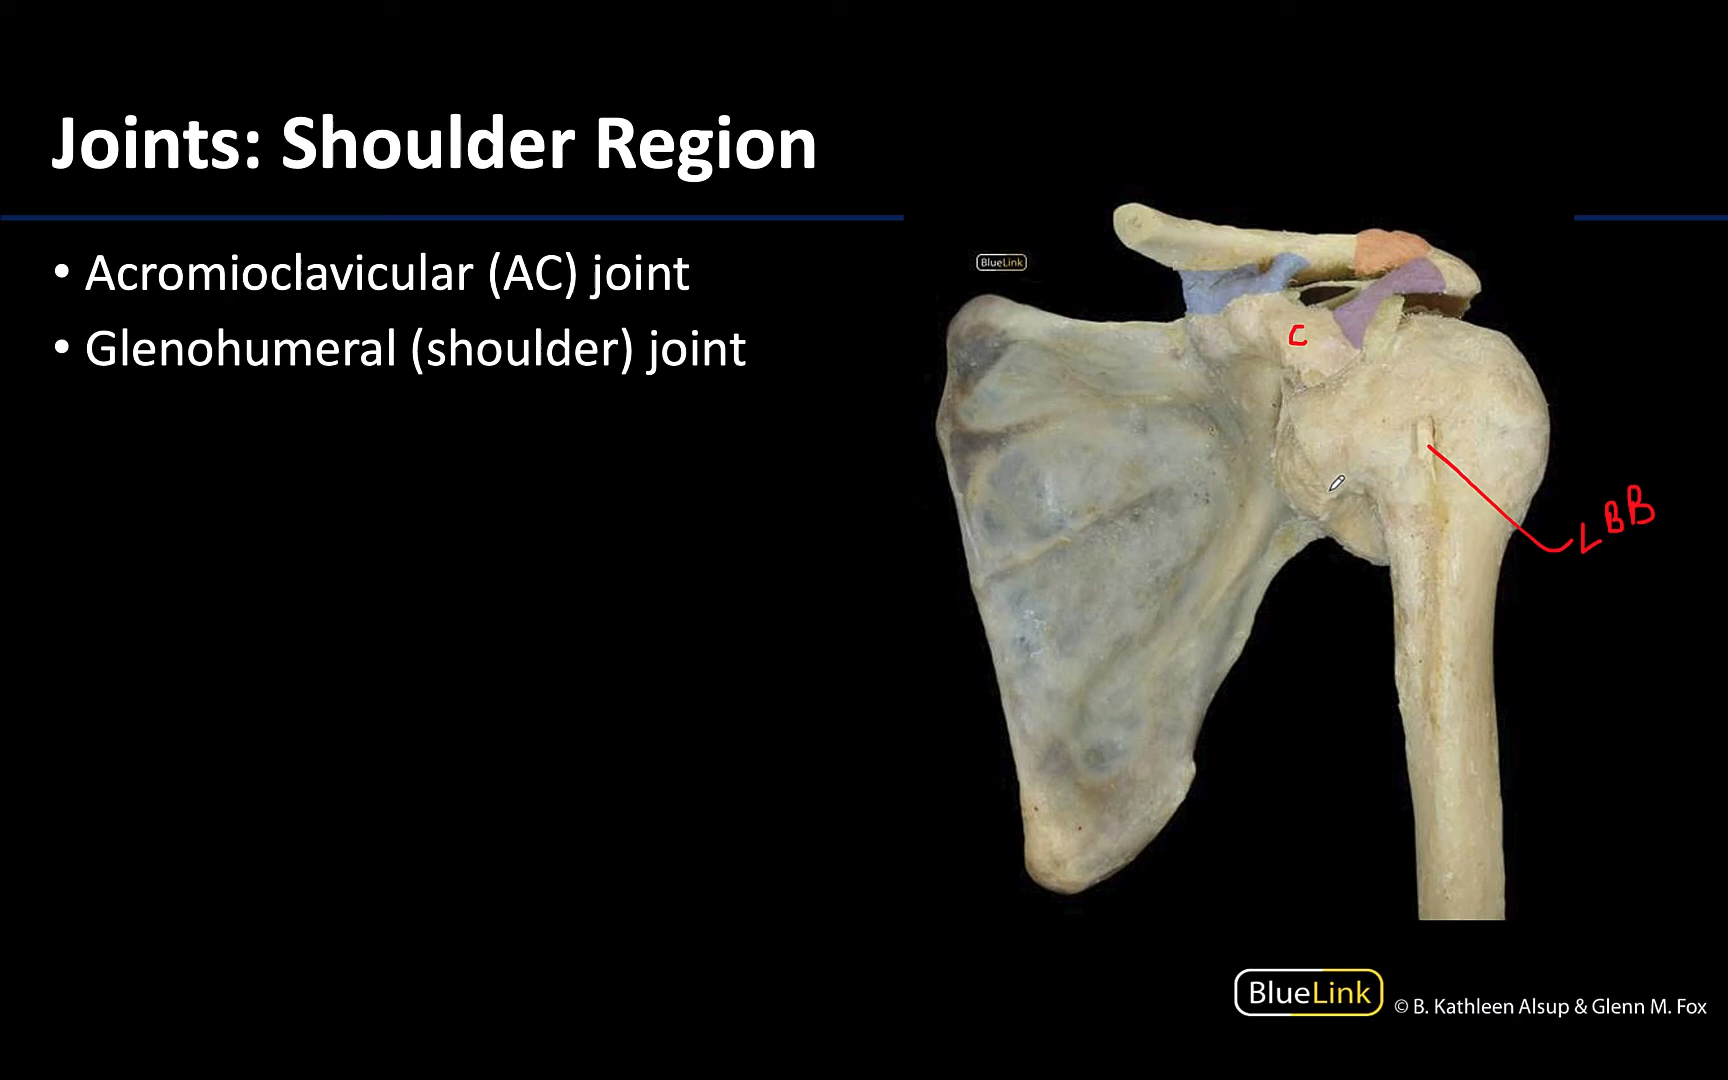 Joints: Shoulder Region
• Acromioclavicular (AC) joint
• Glenohumeral (shoulder) joint
BlueLink
C
LBB
BlueLink
© B. Kathleen Alsup & Glenn M. Fox